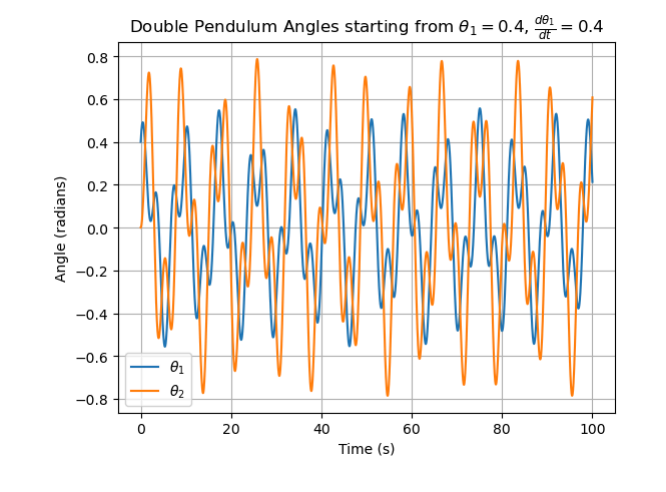 Double Pendulum Angles starting from θ₁ = 0.4, dθ₁/dt = 0.4
Angle (radians)
0.8
0.6
0.4
0.2
0.0
−0.2
−0.4
−0.6
−0.8
θ₁
θ₂
0 20 40 60 80 100
Time (s)